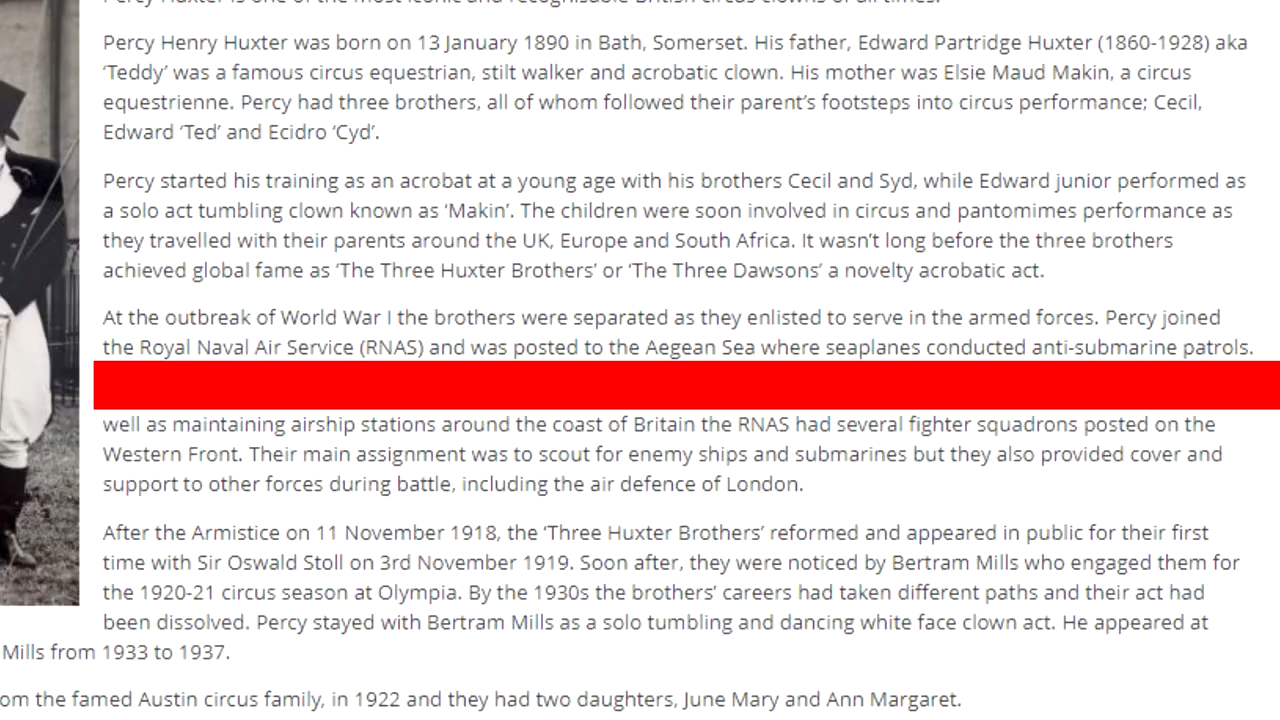 Percy Huxter is one of the most iconic and recognisable British circus clowns of all times.
Percy Henry Huxter was born on 13 January 1890 in Bath, Somerset. His father, Edward Partridge Huxter (1860-1928) aka
‘Teddy’ was a famous circus equestrian, stilt walker and acrobatic clown. His mother was Elsie Maud Makin, a circus
equestrienne. Percy had three brothers, all of whom followed their parent’s footsteps into circus performance; Cecil,
Edward ‘Ted’ and Ecidro ‘Cyd’.
Percy started his training as an acrobat at a young age with his brothers Cecil and Syd, while Edward junior performed as
a solo act tumbling clown known as ‘Makin’. The children were soon involved in circus and pantomimes performance as
they travelled with their parents around the UK, Europe and South Africa. It wasn’t long before the three brothers
achieved global fame as ‘The Three Huxter Brothers’ or ‘The Three Dawsons’ a novelty acrobatic act.
At the outbreak of World War I the brothers were separated as they enlisted to serve in the armed forces. Percy joined
the Royal Naval Air Service (RNAS) and was posted to the Aegean Sea where seaplanes conducted anti-submarine patrols.
well as maintaining airship stations around the coast of Britain the RNAS had several fighter squadrons posted on the
Western Front. Their main assignment was to scout for enemy ships and submarines but they also provided cover and
support to other forces during battle, including the air defence of London.
After the Armistice on 11 November 1918, the ‘Three Huxter Brothers’ reformed and appeared in public for their first
time with Sir Oswald Stoll on 3rd November 1919. Soon after, they were noticed by Bertram Mills who engaged them for
the 1920-21 circus season at Olympia. By the 1930s the brothers’ careers had taken different paths and their act had
been dissolved. Percy stayed with Bertram Mills as a solo tumbling and dancing white face clown act. He appeared at
Mills from 1933 to 1937.
om the famed Austin circus family, in 1922 and they had two daughters, June Mary and Ann Margaret.